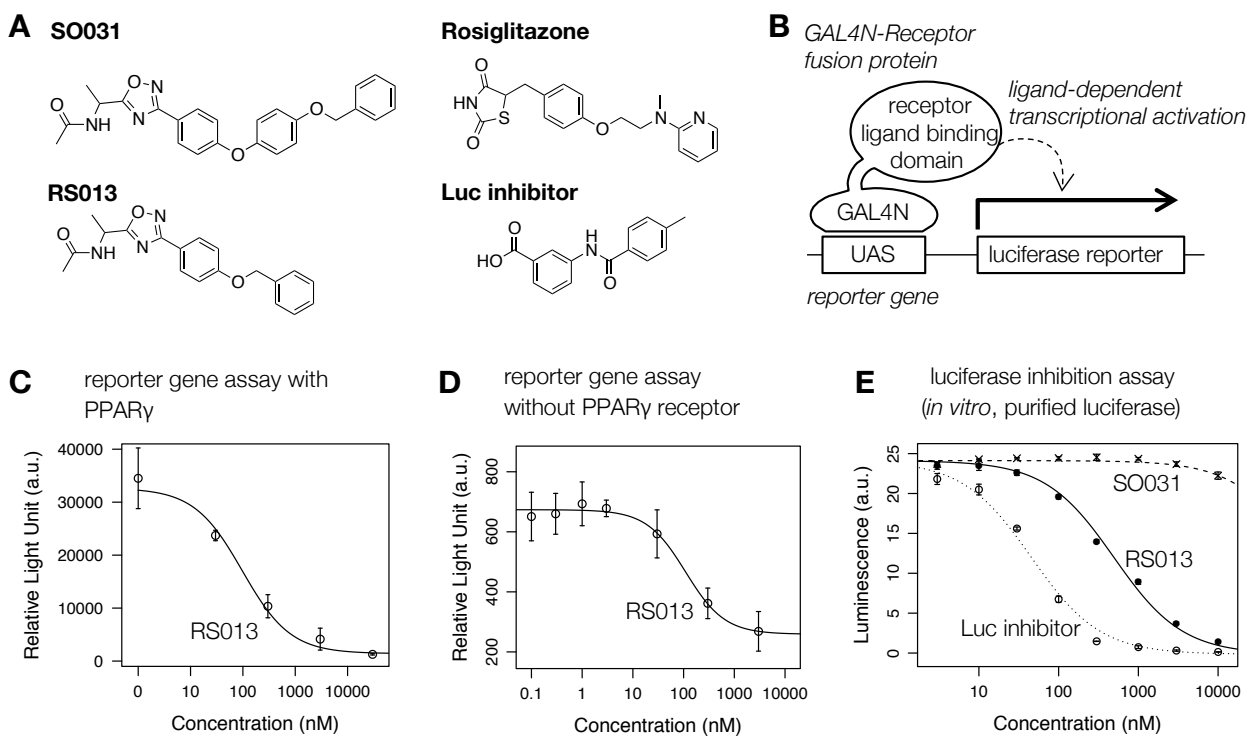 A
SO031
O
N
N
O
NH
O
O
Rosiglitazone
O
HN
S
O
O
N
N
RS013
O
N
N
O
NH
O
Luc inhibitor
O
HO
H
N
O
B
GAL4N-Receptor
fusion protein
receptor
ligand binding
domain
ligand-dependent
transcriptional activation
GAL4N
UAS
luciferase reporter
reporter gene
C
reporter gene assay with
PPARγ
Relative Light Unit (a.u.)
40000
30000
20000
10000
0
RS013
0 10 100 1000 10000
Concentration (nM)
D
reporter gene assay
without PPARγ receptor
Relative Light Unit (a.u.)
800
600
400
200
RS013
0.1 1 10 100 1000 10000
Concentration (nM)
E
luciferase inhibition assay
(in vitro, purified luciferase)
Luminescence (a.u.)
25
20
15
10
5
0
SO031
RS013
Luc inhibitor
10 100 1000 10000
Concentration (nM)